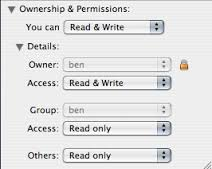 Ownership & Permissions:
You can Read & Write
Details:
Owner: ben
Access: Read & Write
Group: ben
Access: Read only
Others: Read only